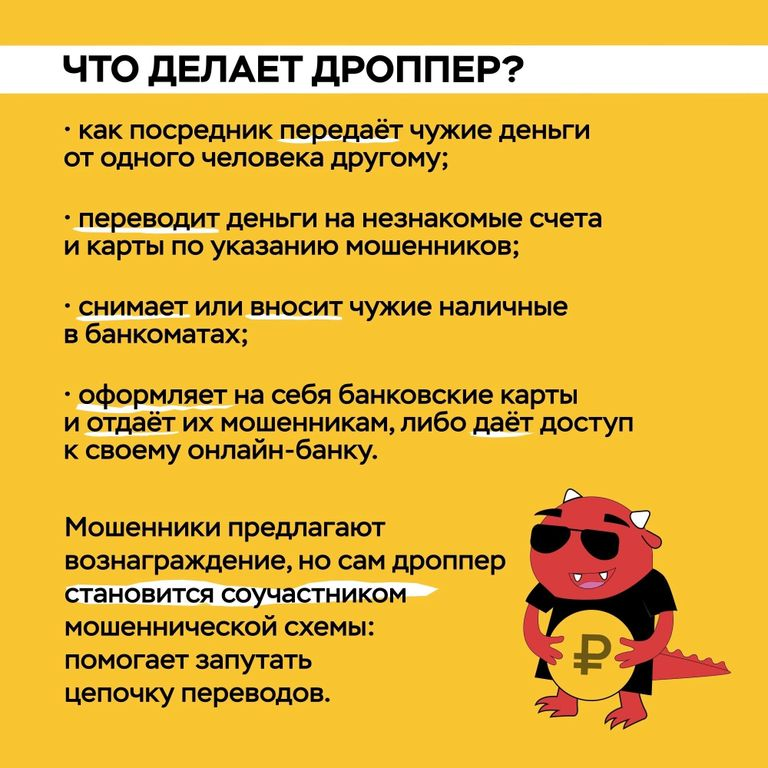 ЧТО ДЕЛАЕТ ДРОППЕР?
· как посредник передаёт чужие деньги
от одного человека другому;
· переводит деньги на незнакомые счета
и карты по указанию мошенников;
· снимает или вносит чужие наличные
в банкоматах;
· оформляет на себя банковские карты
и отдаёт их мошенникам, либо даёт доступ
к своему онлайн-банку.
Мошенники предлагают
вознаграждение, но сам дроппер
становится соучастником
мошеннической схемы:
помогает запутать
цепочку переводов.
₽